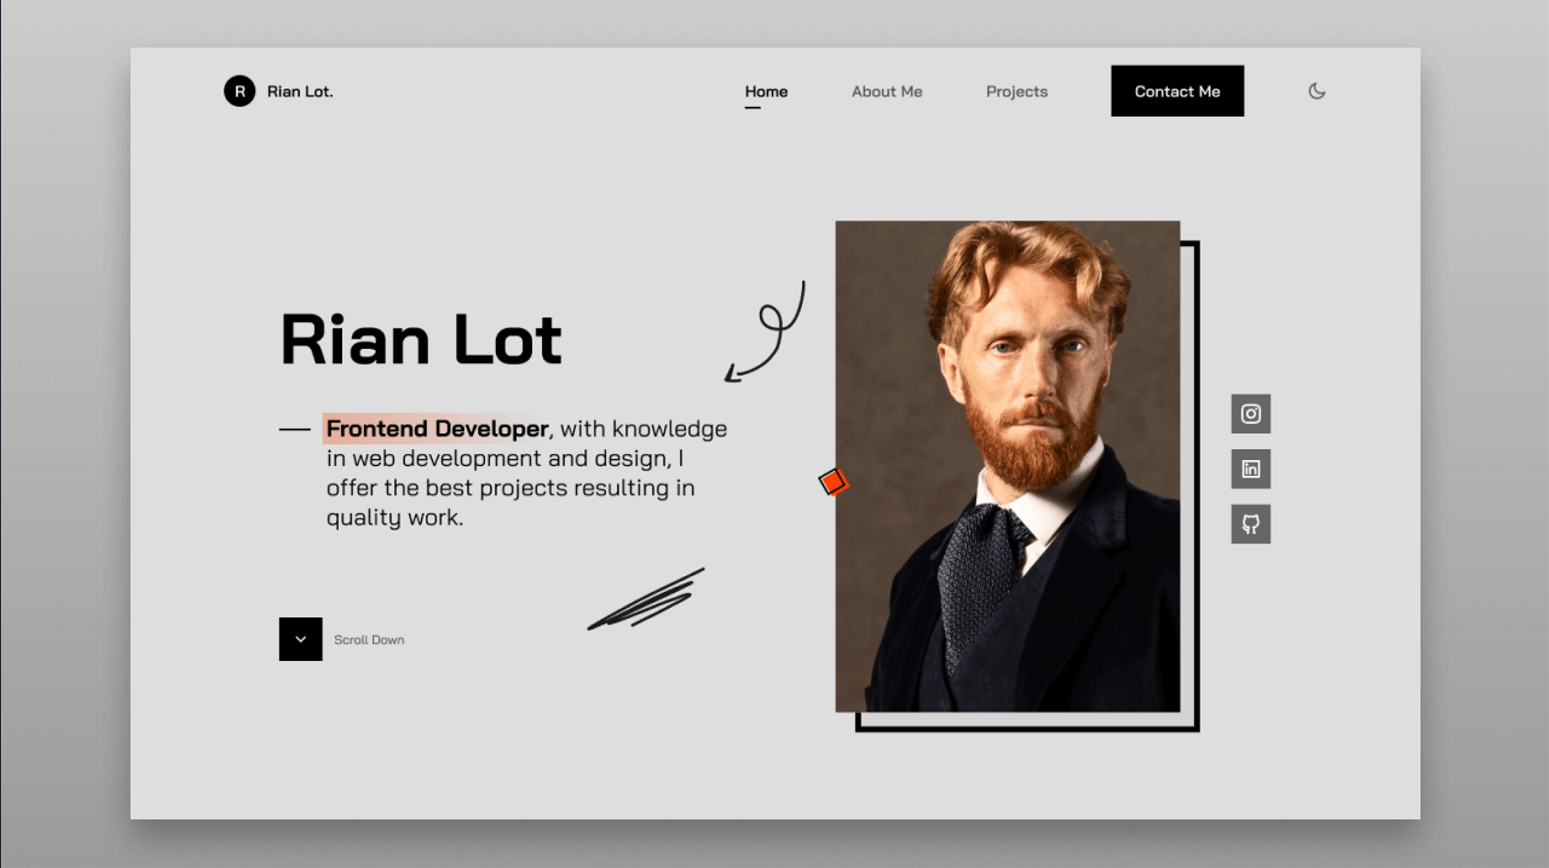 R
Rian Lot.
Home
About Me
Projects
Contact Me
Rian Lot
Frontend Developer, with knowledge
in web development and design, I
offer the best projects resulting in
quality work.
in
Scroll Down